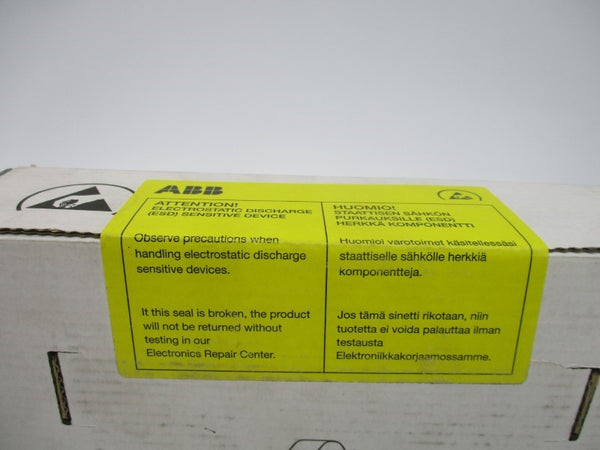 ABB
ATTENTION!
ELECTROSTATIC DISCHARGE
(ESD) SENSITIVE DEVICE
Observe precautions when
handling electrostatic discharge
sensitive devices.
It this seal is broken, the product
will not be returned without
testing in our
Electronics Repair Center.
HUOMIO!
STAATTISEN SÄHKÖN
PURKAUKSILLE (ESD)
HERKKÄ KOMPONENTTI
Huomioi varotoimet käsitellessäsi
staattiselle sähkölle herkkiä
komponentteja.
Jos tämä sinetti rikotaan, niin
tuotetta ei voida palauttaa ilman
testausta
Elektroniikkakorjaamossamme.